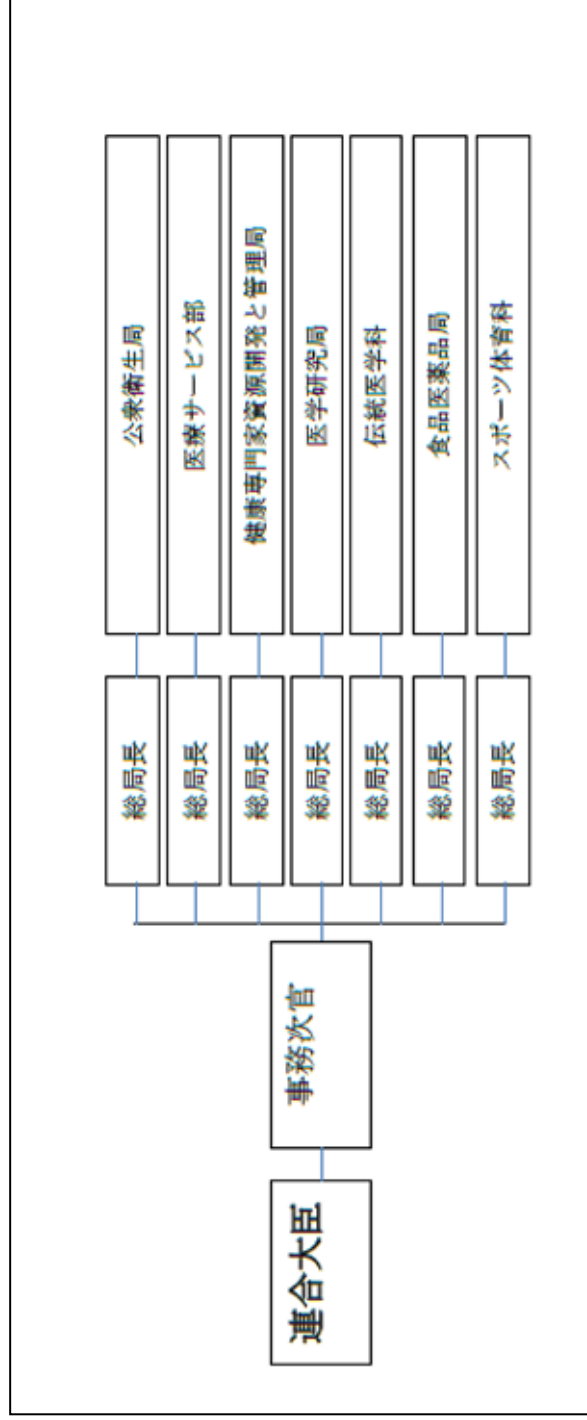 連合大臣
事務次官
総局長
総局長
総局長
総局長
総局長
総局長
総局長
公衆衛生局
医療サービス部
健康専門家資源開発と管理局
医学研究局
伝統医学科
食品医薬品局
スポーツ体育科